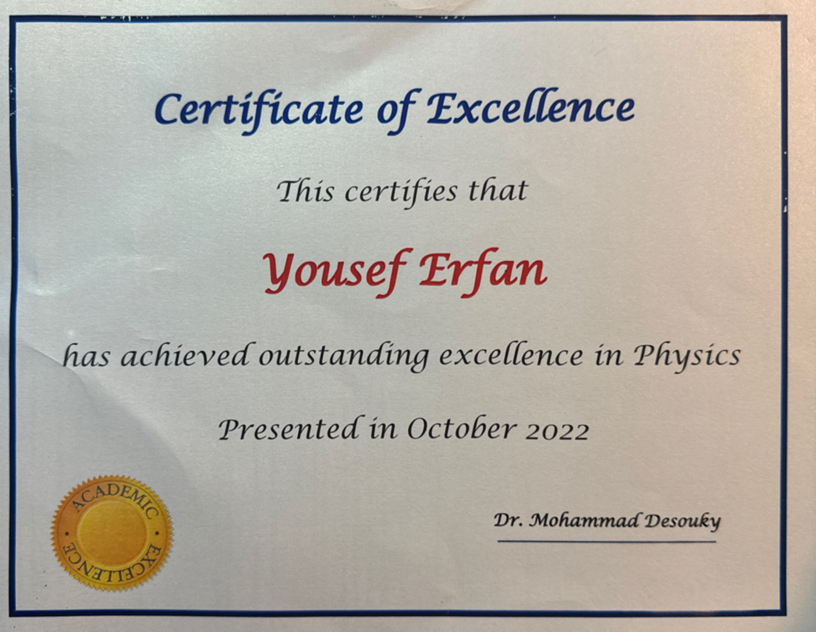 Certificate of Excellence
This certifies that
Yousef Erfan
has achieved outstanding excellence in Physics
Presented in October 2022
ACADEMIC
EXCELLENCE
Dr. Mohammad Desouky